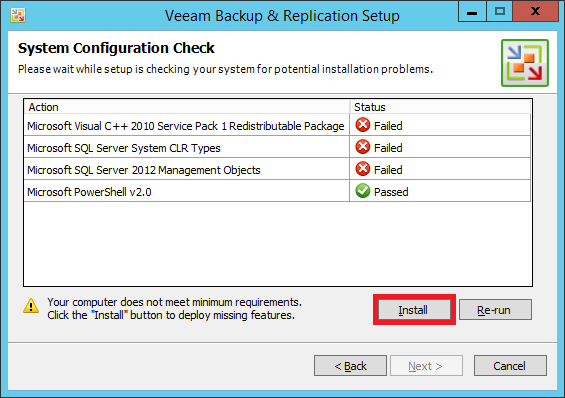 Veeam Backup & Replication Setup
System Configuration Check
Please wait while setup is checking your system for potential installation problems.
Action Status
Microsoft Visual C++ 2010 Service Pack 1 Redistributable Package Failed
Microsoft SQL Server System CLR Types Failed
Microsoft SQL Server 2012 Management Objects Failed
Microsoft PowerShell v2.0 Passed
Your computer does not meet minimum requirements.
Click the "Install" button to deploy missing features.
Install Re-run
< Back Next > Cancel